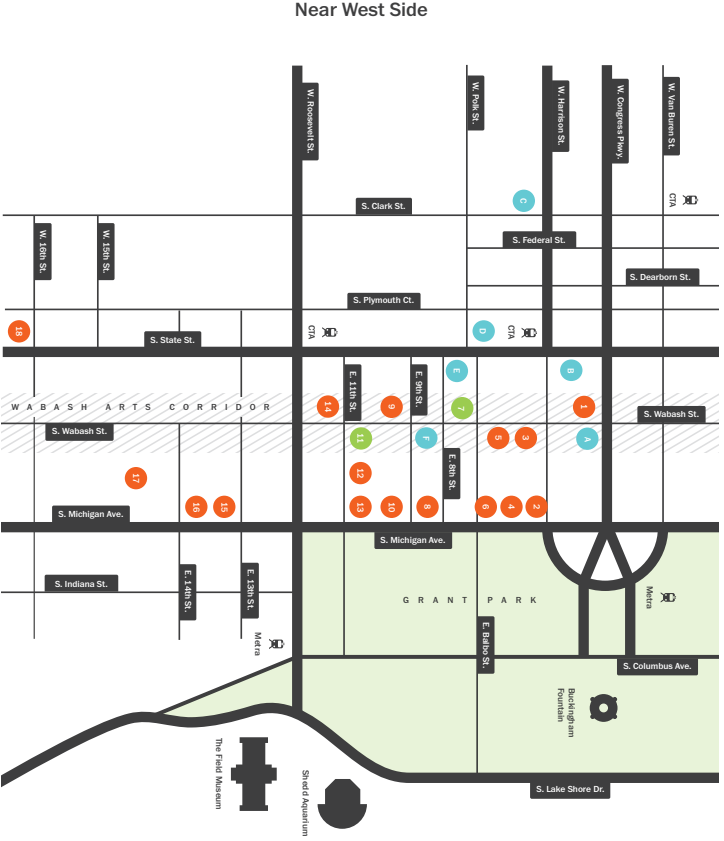 Near West Side
W. Roosevelt St.
W. Polk St.
W. Harrison St.
W. Congress Pkwy.
W. Van Buren St.
CTA
C
S. Clark St.
W. 16th St.
W. 15th St.
S. Federal St.
S. Dearborn St.
S. Plymouth Ct.
18
S. State St.
CTA
D
CTA
E. 11th St.
E. 9th St.
E
B
WABASH ARTS CORRIDOR
14
9
7
1
S. Wabash St.
S. Wabash St.
11
F
5
3
A
E. 8th St.
17
12
16
15
13
10
8
6
4
2
S. Michigan Ave.
S. Michigan Ave.
S. Indiana St.
E. 14th St.
E. 13th St.
GRANT PARK
Metra
Metra
E. Balbo St.
S. Columbus Ave.
Buckingham
Fountain
The Field Museum
Shedd Aquarium
S. Lake Shore Dr.